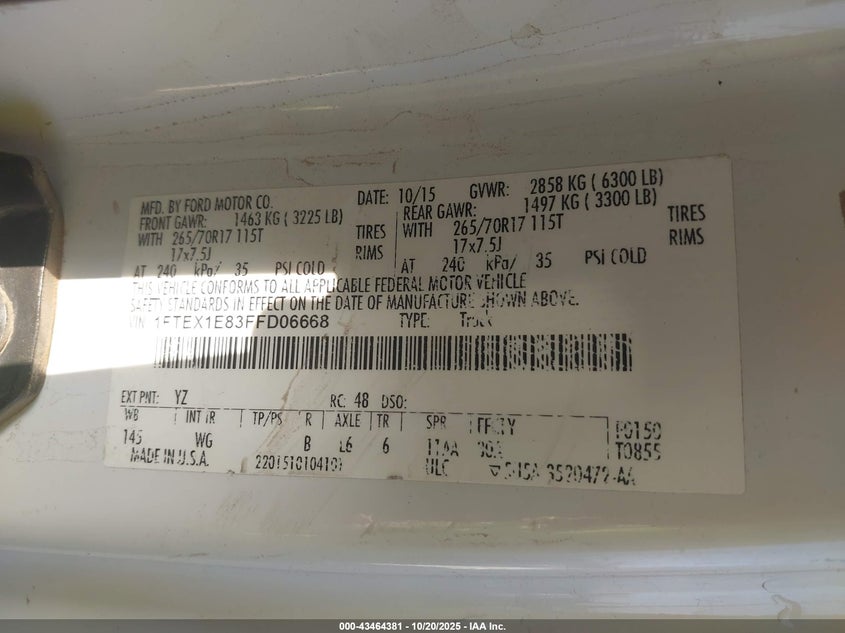 MFD. BY FORD MOTOR CO. DATE: 10/15 GVWR: 2858 KG ( 6300 LB)
FRONT GAWR: 1463 KG ( 3225 LB) REAR GAWR: 1497 KG ( 3300 LB)
WITH 265/70R17 115T TIRES WITH 265/70R17 115T TIRES
17x7.5J RIMS 17x7.5J RIMS
AT 240 kPa/ 35 PSI COLD AT 240 kPa/ 35 PSI COLD
THIS VEHICLE CONFORMS TO ALL APPLICABLE FEDERAL MOTOR VEHICLE
SAFETY STANDARDS IN EFFECT ON THE DATE OF MANUFACTURE SHOWN ABOVE.
VIN: 1FTEX1E83FFD06668 TYPE: Truck
EXT PNT: YZ RC: 48 DSO:
WB INT TR TP/PS R AXLE TR SPR
145 WG B L6 6
MADE IN U.S.A. ULC
000-43464381 - 10/20/2025 - IAA Inc.